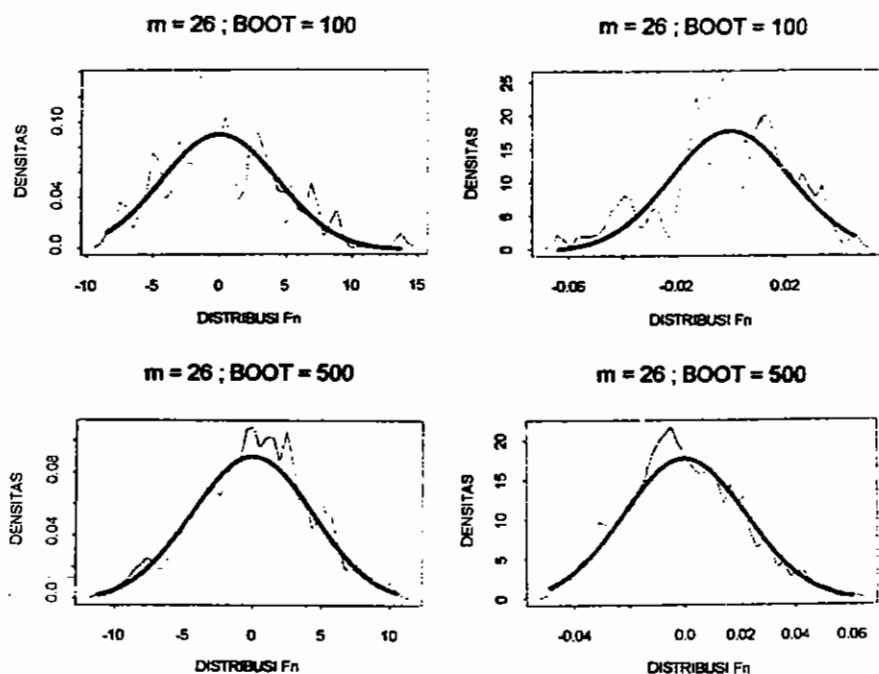 m = 26 ; BOOT = 100
DENSITAS
0.10
0.04
0.0
-10 -5 0 5 10 15
DISTRIBUSI Fn
m = 26 ; BOOT = 100
DENSITAS
25
20
15
10
5
0
-0.06 -0.02 0.02
DISTRIBUSI Fn
m = 26 ; BOOT = 500
DENSITAS
0.08
0.04
0.0
-10 -5 0 5 10
DISTRIBUSI Fn
m = 26 ; BOOT = 500
DENSITAS
20
15
10
5
0
-0.04 0.0 0.02 0.04 0.06
DISTRIBUSI Fn